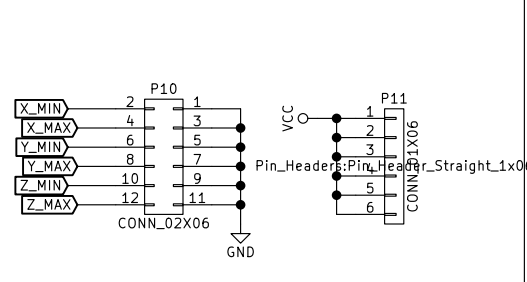 P10
X_MIN 2 1
X_MAX 4 3
Y_MIN 6 5
Y_MAX 8 7
Z_MIN 10 9
Z_MAX 12 11
CONN_02X06
GND
P11
VCC
1
2
3
4
5
6
Pin_Headers:Pin_Header_Straight_1x06
CONN_01X06